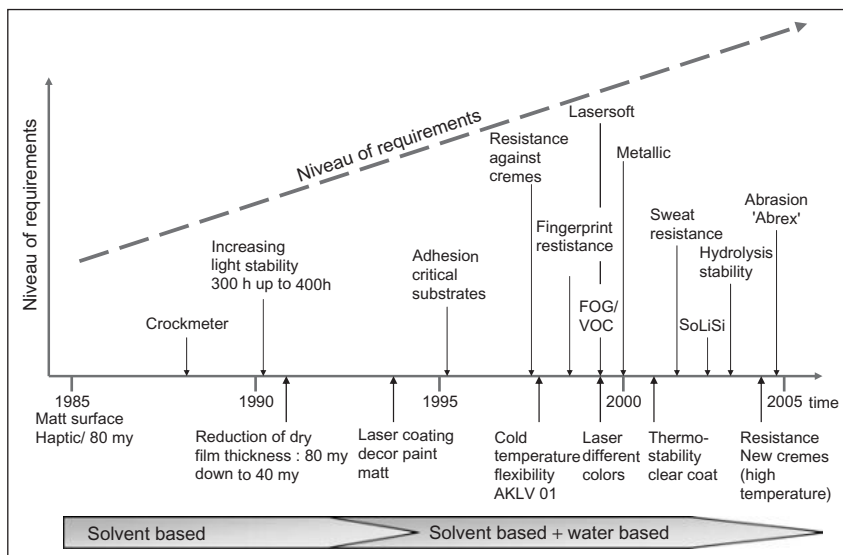 Niveau of requirements
Niveau of requirements
Lasersoft
Resistance
against
cremes
Metallic
Abrasion
'Abrex'
Sweat
resistance
Increasing
light stability
300 h up to 400h
Adhesion
critical
substrates
Fingerprint
restistance
Hydrolysis
stability
Crockmeter
FOG/
VOC
SoLiSi
1985
1990
1995
2000
2005
time
Matt surface
Haptic/ 80 my
Reduction of dry
film thickness : 80 my
down to 40 my
Laser coating
decor paint
matt
Cold
temperature
flexibility
AKLV 01
Laser
different
colors
Thermo-
stability
clear coat
Resistance
New cremes
(high
temperature)
Solvent based
Solvent based + water based